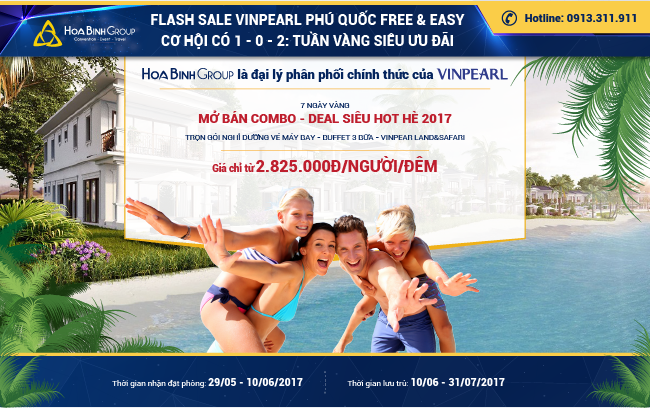 HOA BINH GROUP
Convention - Event - Travel
FLASH SALE VINPEARL PHÚ QUỐC FREE & EASY
CƠ HỘI CÓ 1 - 0 - 2: TUẦN VÀNG SIÊU ƯU ĐÃI
Hotline: 0913.311.911
HOA BINH GROUP là đại lý phân phối chính thức của VINPEARL
7 NGÀY VÀNG
MỞ BÁN COMBO - DEAL SIÊU HOT HÈ 2017
TRỌN GÓI NGHỈ DƯỠNG VÉ MÁY BAY - BUFFET 3 BỮA - VINPEARL LAND&SAFARI
Giá chỉ từ 2.825.000Đ/NGƯỜI/ĐÊM
Thời gian nhận đặt phòng: 29/05 - 10/06/2017
Thời gian lưu trú: 10/06 - 31/07/2017